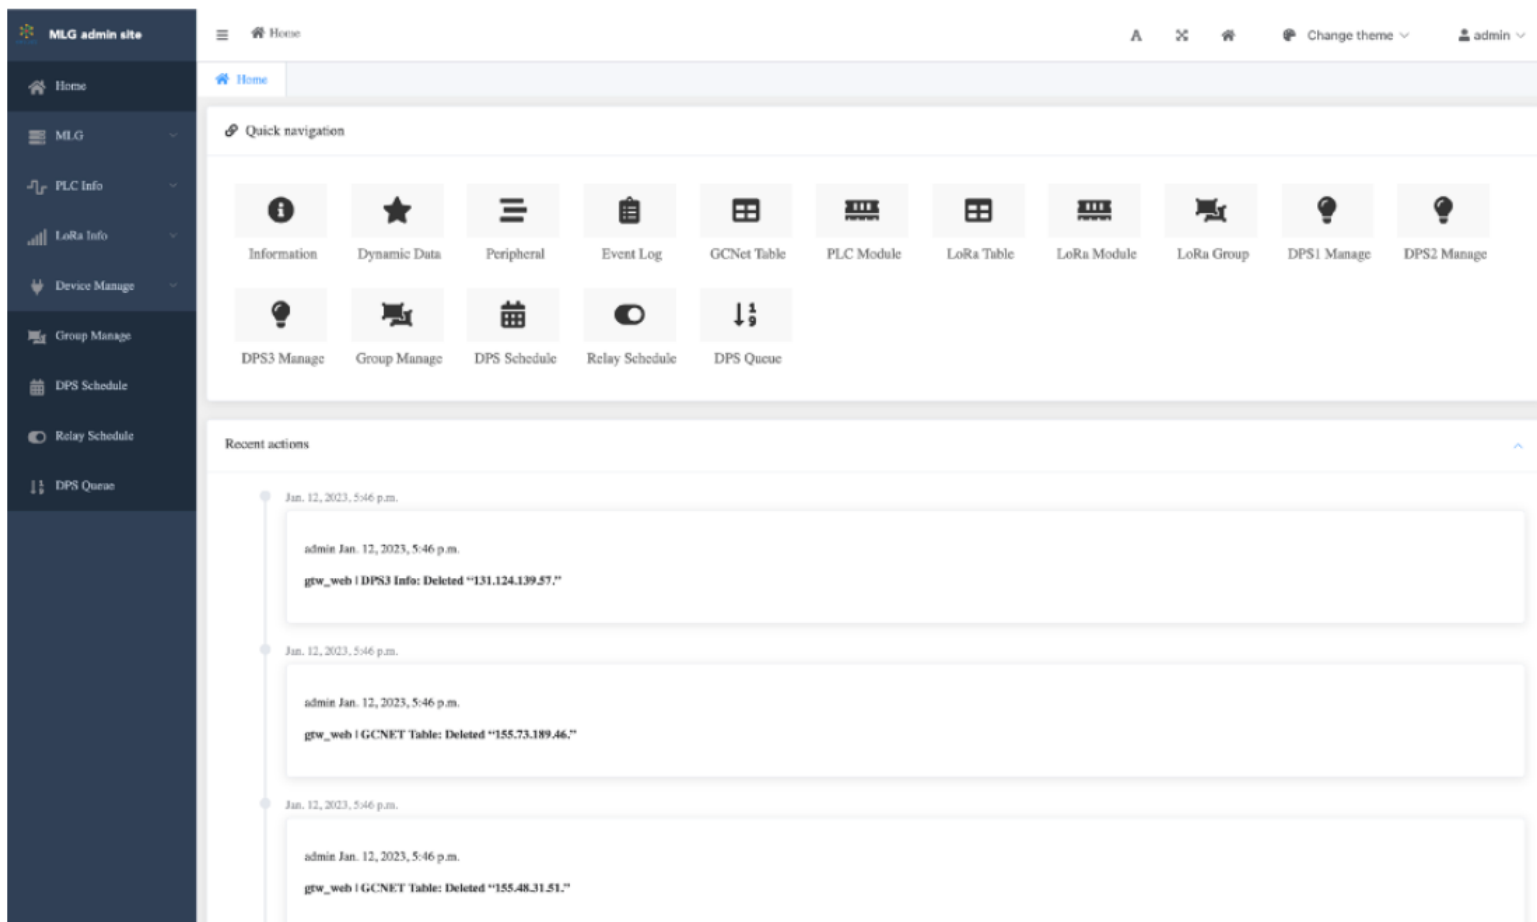 MLG admin site
Home
A
Change theme
admin
Home
Home
MLG
PLC Info
LoRa Info
Device Manage
Group Manage
DPS Schedule
Relay Schedule
DPS Queue
Quick navigation
Information
Dynamic Data
Peripheral
Event Log
GCNet Table
PLC Module
LoRa Table
LoRa Module
LoRa Group
DPS1 Manage
DPS2 Manage
DPS3 Manage
Group Manage
DPS Schedule
Relay Schedule
DPS Queue
Recent actions
Jan. 12, 2023, 5:46 p.m.
admin Jan. 12, 2023, 5:46 p.m.
gtw_web | DPS3 Info: Deleted “131.124.139.57.”
Jan. 12, 2023, 5:46 p.m.
admin Jan. 12, 2023, 5:46 p.m.
gtw_web | GCNET Table: Deleted “155.73.189.46.”
Jan. 12, 2023, 5:46 p.m.
admin Jan. 12, 2023, 5:46 p.m.
gtw_web | GCNET Table: Deleted “155.48.31.51.”